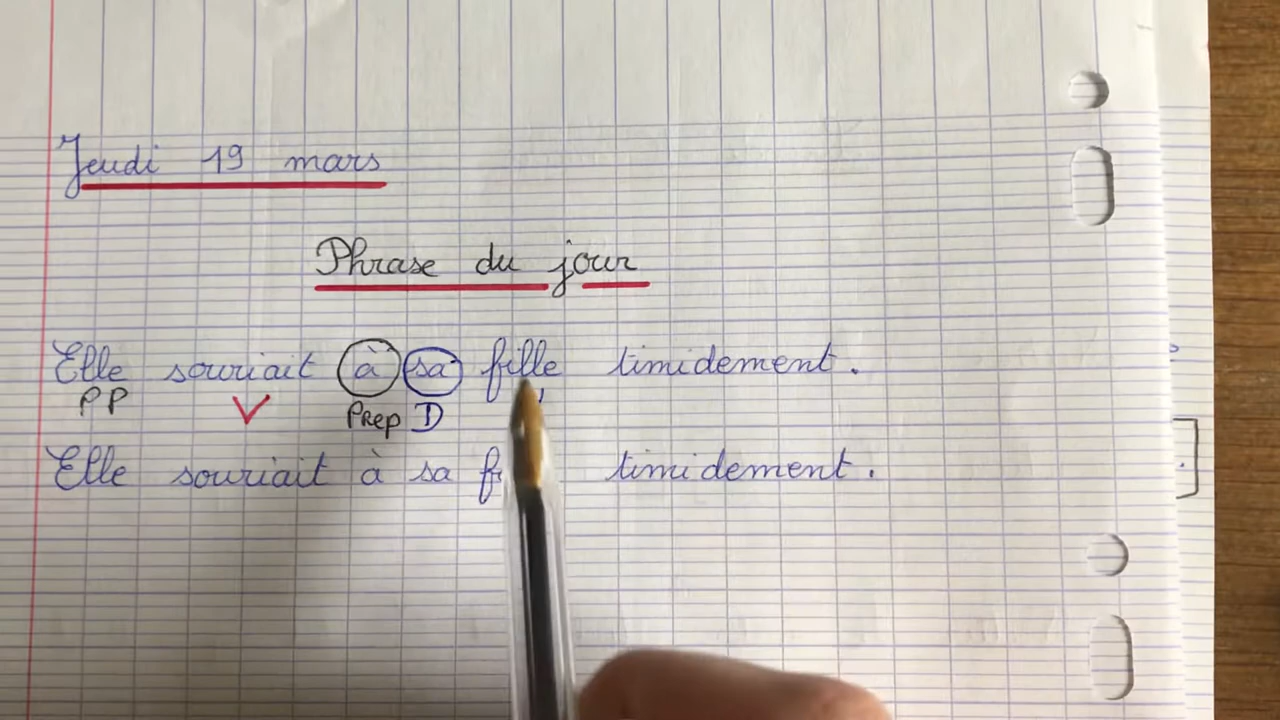 Jeudi 19 mars
Phrase du jour
Elle souriait à sa fille timidement.
PP V Prep D
Elle souriait à sa timidement.